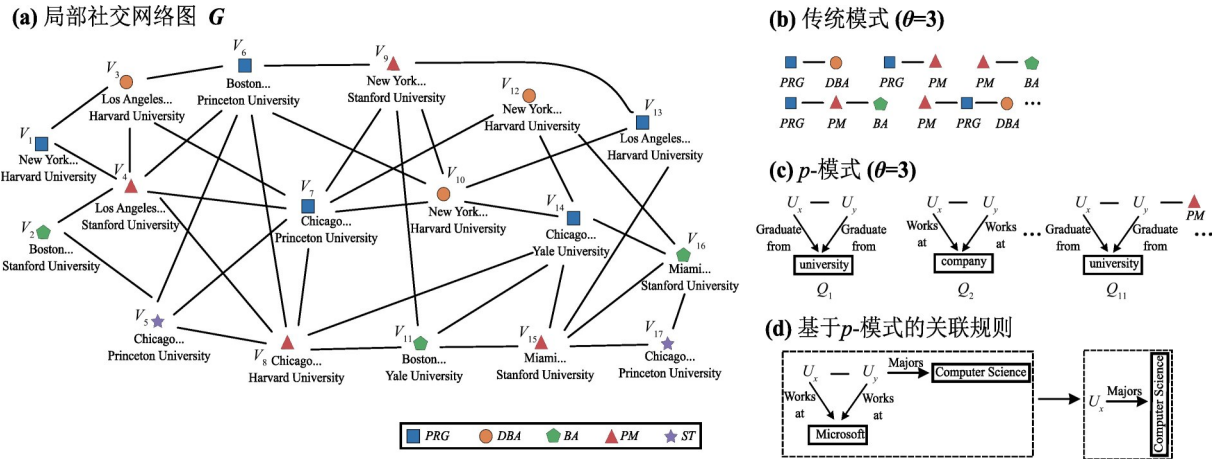 (a) 局部社交网络图 G
V6
V9
V3
Boston...
Princeton University
New York...
Stanford University
V12
V13
Los Angeles...
Harvard University
New York...
Harvard University
V1
Los Angeles...
Harvard University
New York...
Harvard University
V4
V10
V7
Los Angeles...
Stanford University
New York...
Harvard University
V14
Chicago...
Princeton University
V2
Chicago...
Yale University
V16
Boston...
Stanford University
Miami...
Stanford University
V5
V11
V15
V17
Chicago...
Princeton University
V8 Chicago...
Harvard University
Boston...
Yale University
Miami...
Stanford University
Chicago...
Princeton University
PRG DBA BA PM ST
(b) 传统模式 (θ=3)
PRG DBA PRG PM PM BA
PRG PM BA PM PRG DBA ...
(c) p-模式 (θ=3)
Ux — Uy Ux — Uy Ux — Uy — PM
Graduate from Graduate from university
Works at Works at company
...
Graduate from Graduate from university
...
Q1 Q2 Q11
(d) 基于p-模式的关联规则
Ux — Uy Majors Computer Science
Works at Works at
Microsoft
Ux Majors Computer Science